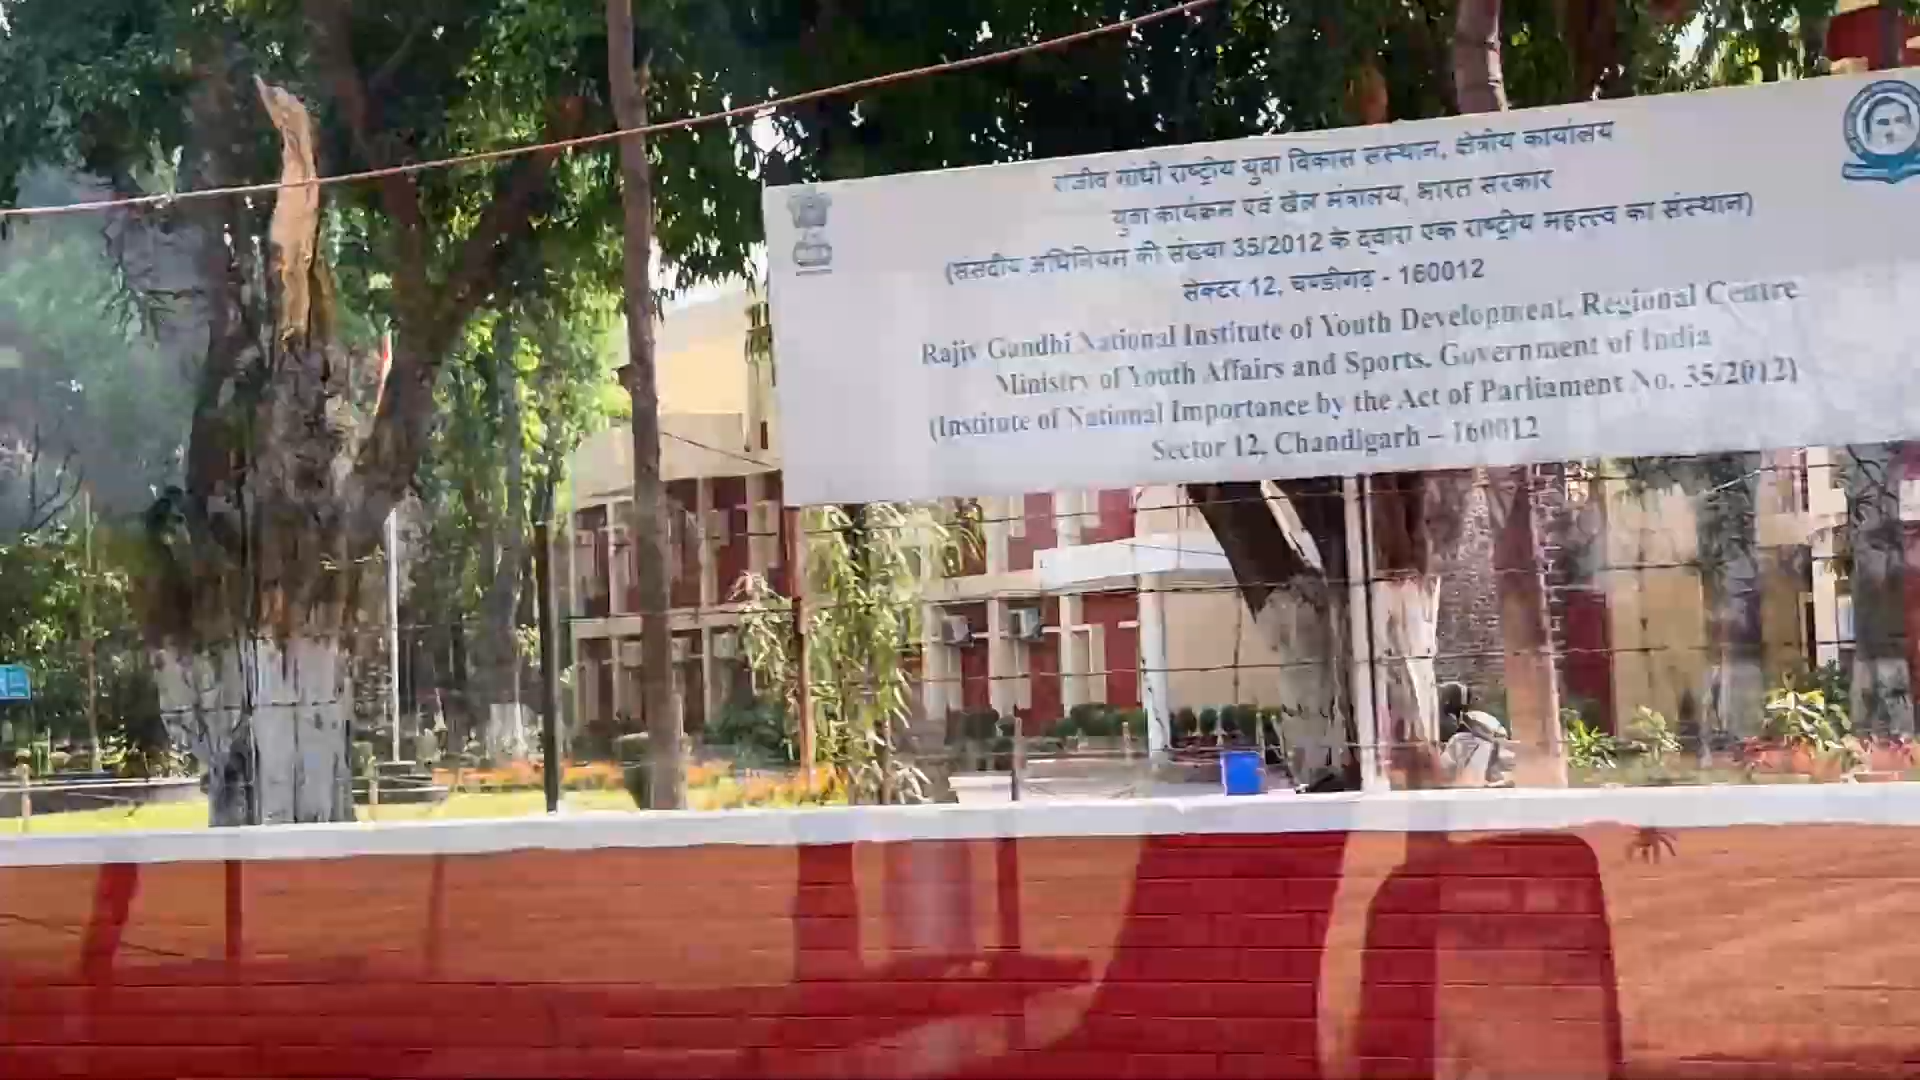 राजीव गांधी राष्ट्रीय युवा विकास संस्थान, क्षेत्रीय कार्यालय
युवा कार्यक्रम एवं खेल मंत्रालय, भारत सरकार
(संसदीय अधिनियम की संख्या 35/2012 के द्वारा एक राष्ट्रीय महत्त्व का संस्थान)
सेक्टर 12, चण्डीगढ़ - 160012
Rajiv Gandhi National Institute of Youth Development, Regional Centre
Ministry of Youth Affairs and Sports, Government of India
(Institute of National Importance by the Act of Parliament No. 35/2012)
Sector 12, Chandigarh – 160012